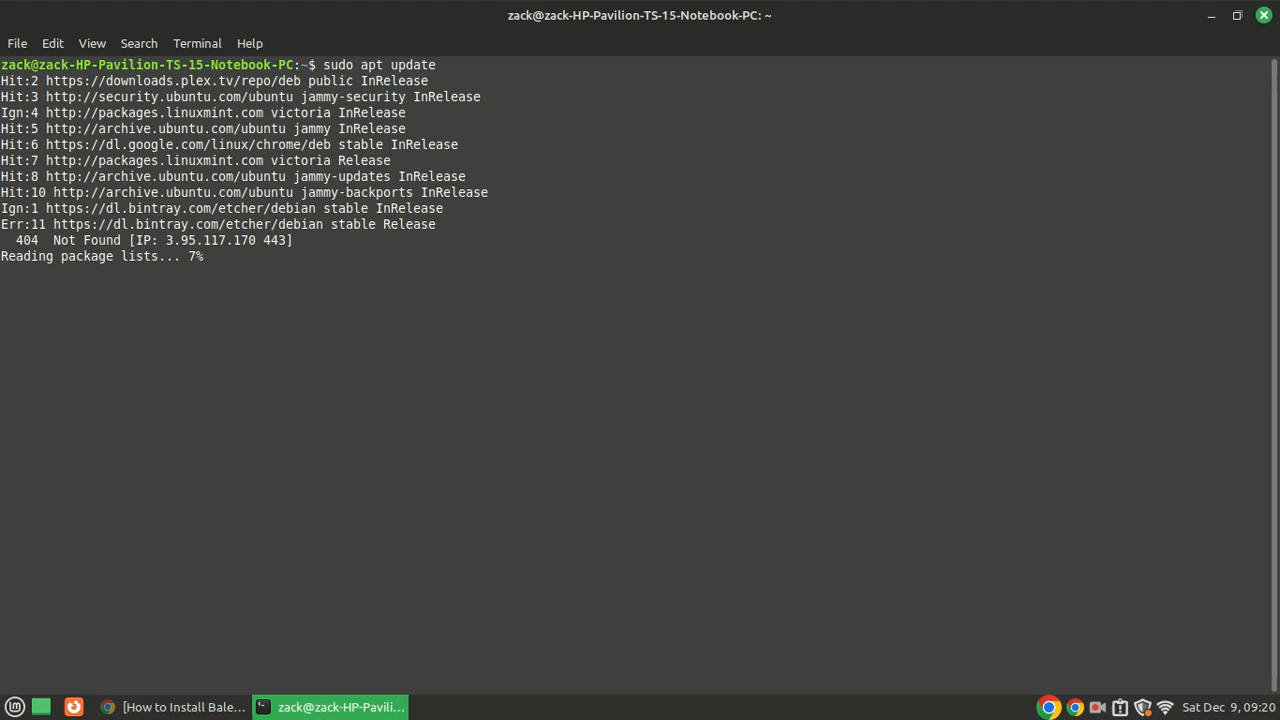 zack@zack-HP-Pavilion-TS-15-Notebook-PC: ~
File Edit View Search Terminal Help
zack@zack-HP-Pavilion-TS-15-Notebook-PC:~$ sudo apt update
Hit:2 https://downloads.plex.tv/repo/deb public InRelease
Hit:3 http://security.ubuntu.com/ubuntu jammy-security InRelease
Ign:4 http://packages.linuxmint.com victoria InRelease
Hit:5 http://archive.ubuntu.com/ubuntu jammy InRelease
Hit:6 https://dl.google.com/linux/chrome/deb stable InRelease
Hit:7 http://packages.linuxmint.com victoria Release
Hit:8 http://archive.ubuntu.com/ubuntu jammy-updates InRelease
Hit:10 http://archive.ubuntu.com/ubuntu jammy-backports InRelease
Ign:1 https://dl.bintray.com/etcher/debian stable InRelease
Err:11 https://dl.bintray.com/etcher/debian stable Release
  404  Not Found [IP: 3.95.117.170 443]
Reading package lists... 7%
[How to Install Bale... zack@zack-HP-Pavili... Sat Dec 9, 09:20